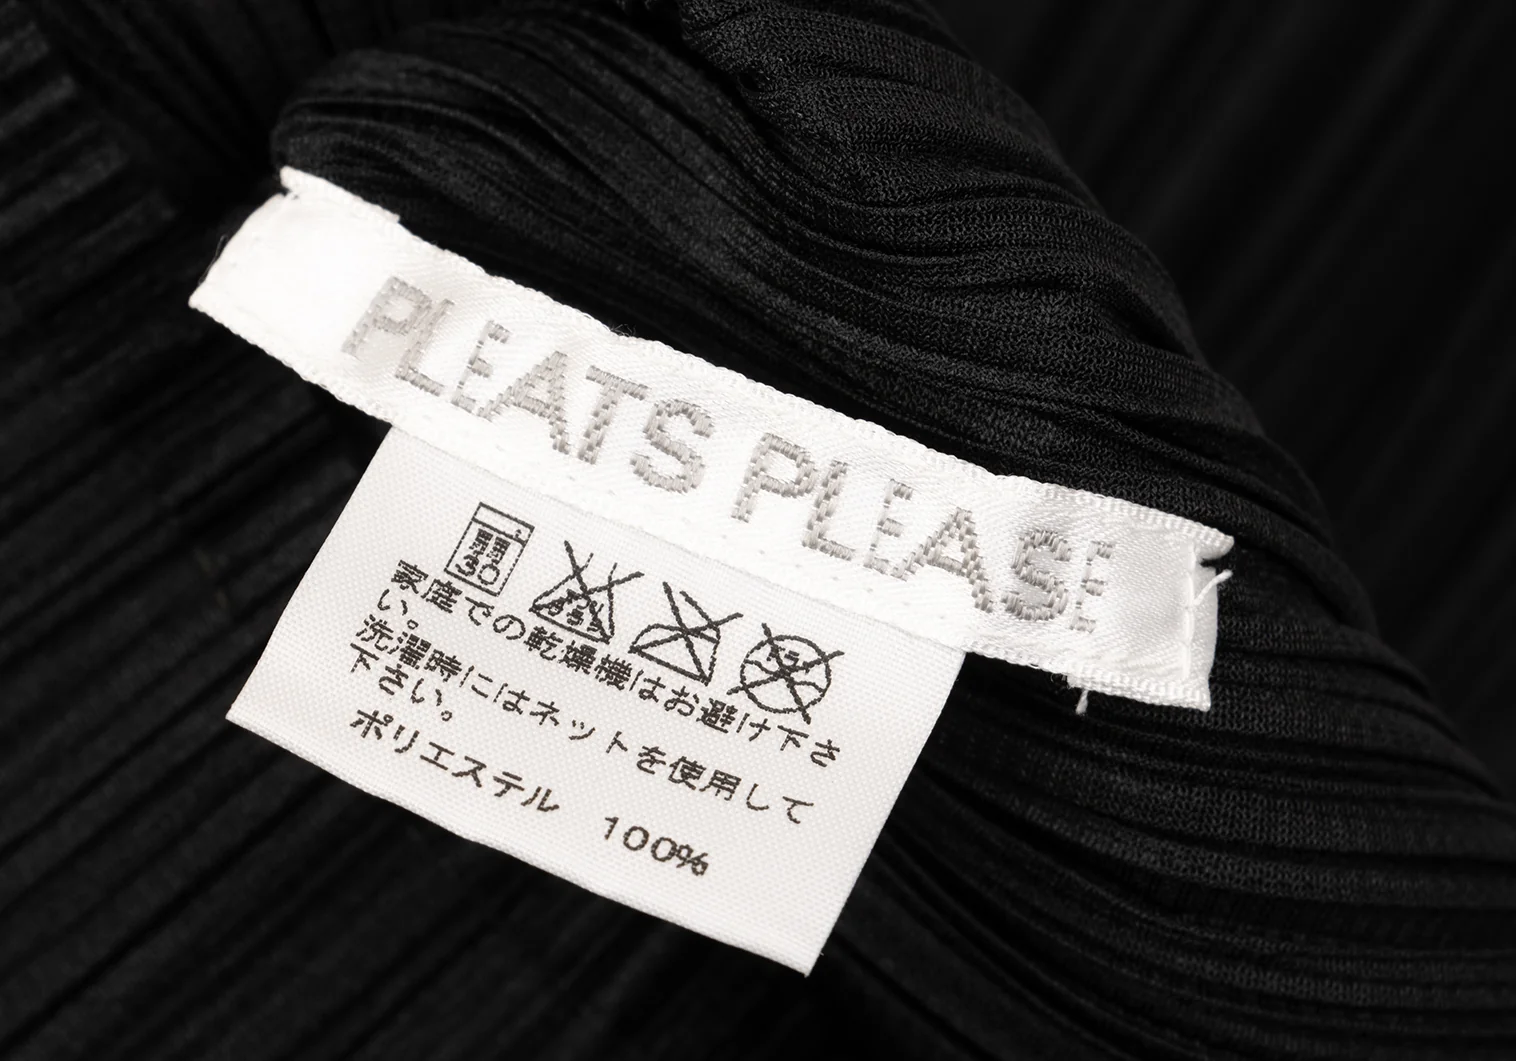 PLEATS PLEASE
30
家庭での乾燥機はお避け下さ
い。
洗濯時にはネットを使用して
下さい。
ポリエステル 100%